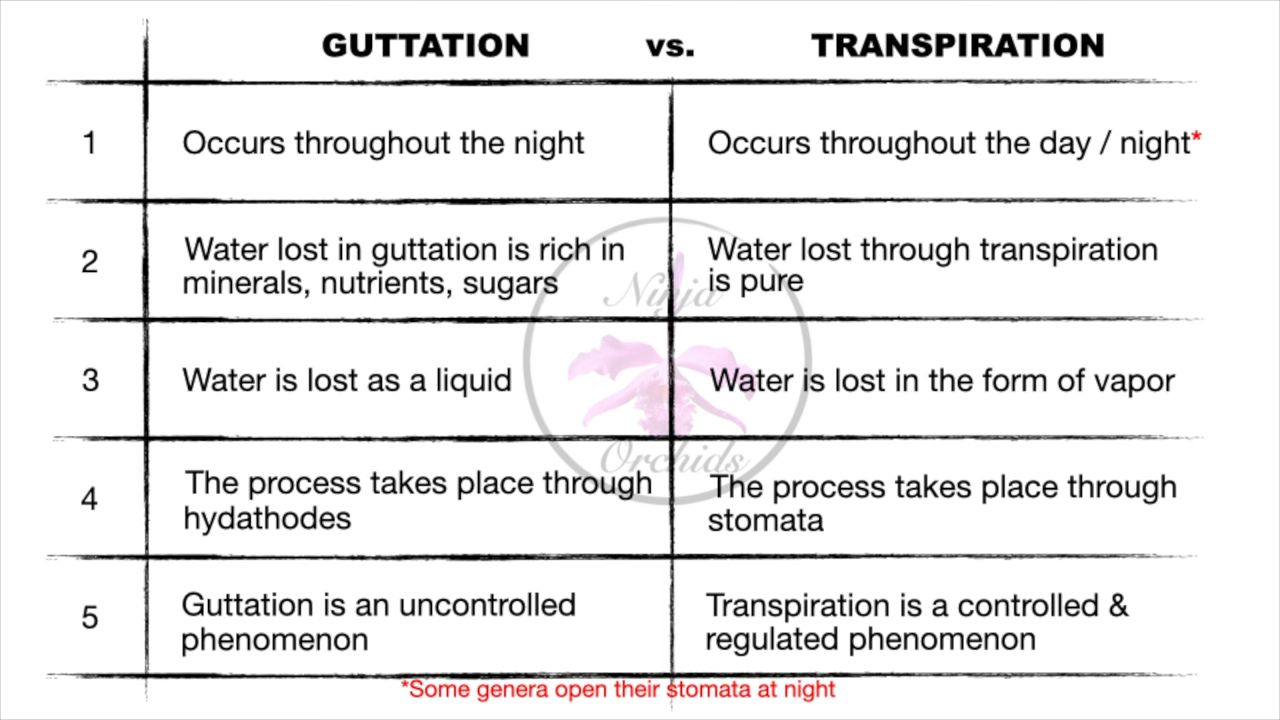 GUTTATION vs. TRANSPIRATION
1
Occurs throughout the night
Occurs throughout the day / night*
2
Water lost in guttation is rich in
minerals, nutrients, sugars
Water lost through transpiration
is pure
3
Water is lost as a liquid
Water is lost in the form of vapor
4
The process takes place through
hydathodes
The process takes place through
stomata
5
Guttation is an uncontrolled
phenomenon
Transpiration is a controlled &
regulated phenomenon
*Some genera open their stomata at night
Ninja
Orchids